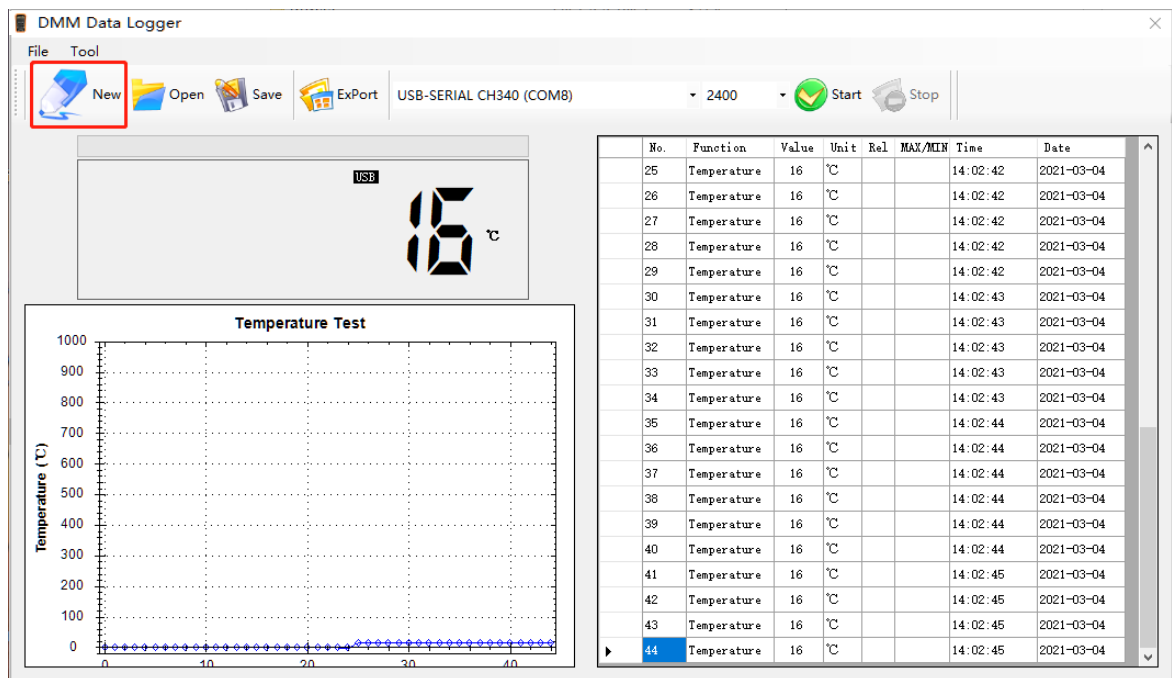 DMM Data Logger
File Tool
New Open Save ExPort USB-SERIAL CH340 (COM8) 2400 Start Stop
USB
16 ℃
Temperature Test
Temperature (℃)
1000
900
800
700
600
500
400
300
200
100
0
0 10 20 30 40
No. Function Value Unit Rel MAX/MIN Time Date
25 Temperature 16 ℃ 14:02:42 2021-03-04
26 Temperature 16 ℃ 14:02:42 2021-03-04
27 Temperature 16 ℃ 14:02:42 2021-03-04
28 Temperature 16 ℃ 14:02:42 2021-03-04
29 Temperature 16 ℃ 14:02:42 2021-03-04
30 Temperature 16 ℃ 14:02:43 2021-03-04
31 Temperature 16 ℃ 14:02:43 2021-03-04
32 Temperature 16 ℃ 14:02:43 2021-03-04
33 Temperature 16 ℃ 14:02:43 2021-03-04
34 Temperature 16 ℃ 14:02:43 2021-03-04
35 Temperature 16 ℃ 14:02:44 2021-03-04
36 Temperature 16 ℃ 14:02:44 2021-03-04
37 Temperature 16 ℃ 14:02:44 2021-03-04
38 Temperature 16 ℃ 14:02:44 2021-03-04
39 Temperature 16 ℃ 14:02:44 2021-03-04
40 Temperature 16 ℃ 14:02:44 2021-03-04
41 Temperature 16 ℃ 14:02:45 2021-03-04
42 Temperature 16 ℃ 14:02:45 2021-03-04
43 Temperature 16 ℃ 14:02:45 2021-03-04
44 Temperature 16 ℃ 14:02:45 2021-03-04